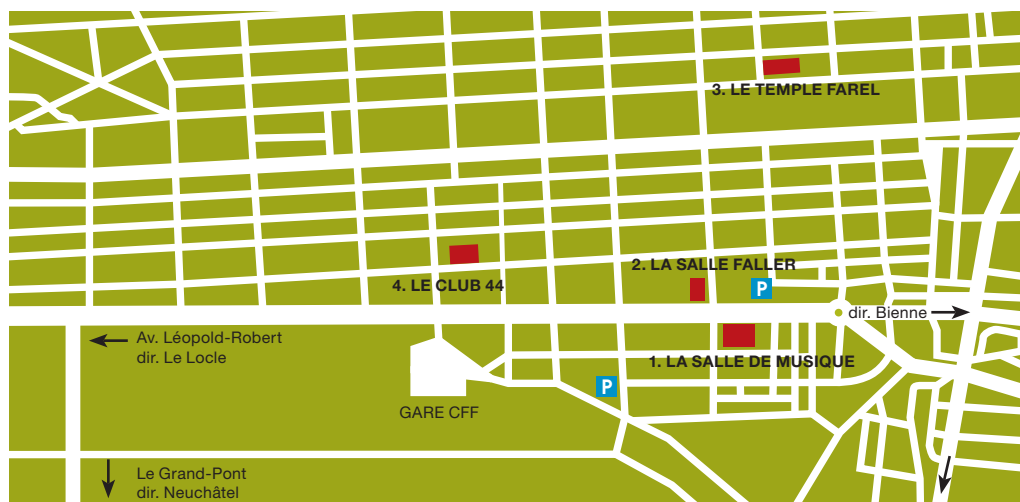 3. LE TEMPLE FAREL
2. LA SALLE FALLER
4. LE CLUB 44
P
dir. Bienne
Av. Léopold-Robert
dir. Le Locle
1. LA SALLE DE MUSIQUE
P
GARE CFF
Le Grand-Pont
dir. Neuchâtel